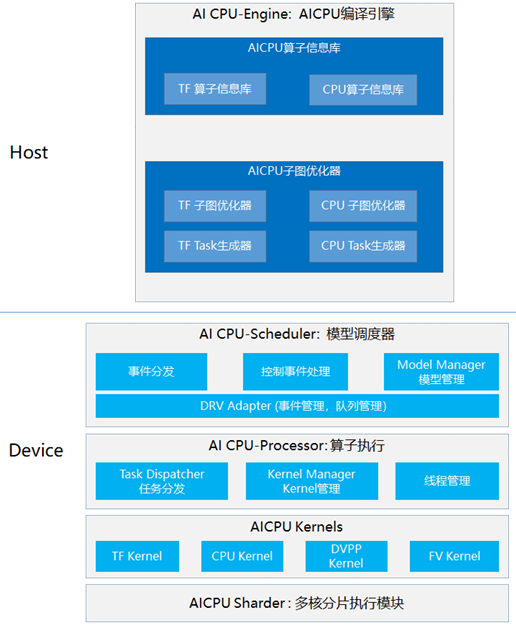 AI CPU-Engine: AICPU编译引擎
AICPU算子信息库
TF 算子信息库
CPU算子信息库
Host
AICPU子图优化器
TF 子图优化器
CPU 子图优化器
TF Task生成器
CPU Task生成器
AI CPU-Scheduler: 模型调度器
事件分发
控制事件处理
Model Manager
模型管理
DRV Adapter (事件管理，队列管理)
Device
AI CPU-Processor: 算子执行
Task Dispatcher
任务分发
Kernel Manager
Kernel管理
线程管理
AICPU Kernels
TF Kernel
CPU Kernel
DVPP
Kernel
FV Kernel
AICPU Sharder : 多核分片执行模块